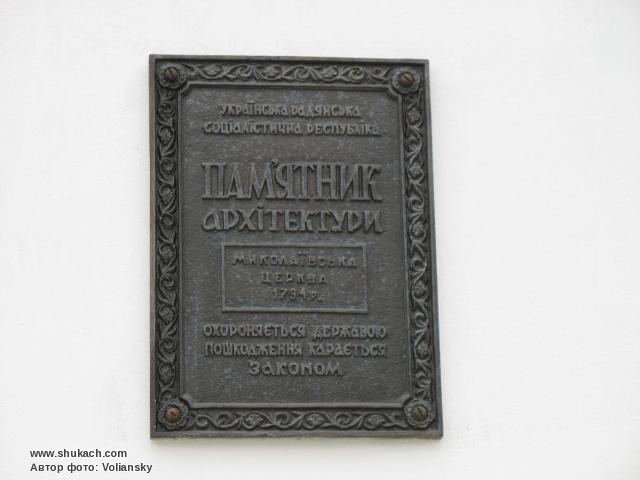 Українська Радянська
Соціалістична Республіка
ПАМ'ЯТНИК
АРХІТЕКТУРИ
Миколаївська
церква
1794 р.
Охороняється державою
пошкодження карається
законом
www.shukach.com
Автор фото: Voliansky